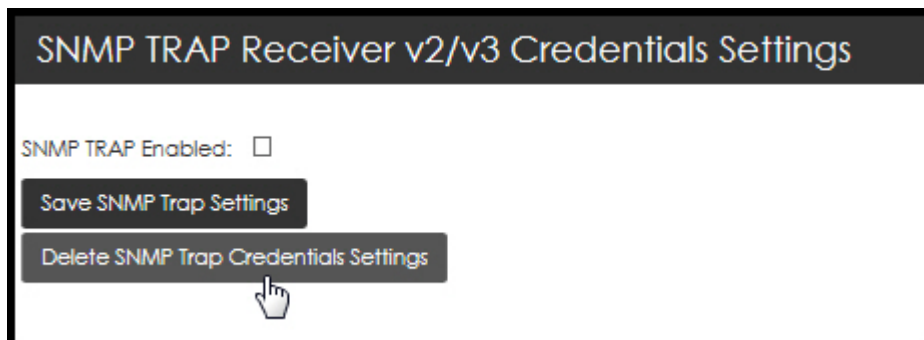 SNMP TRAP Receiver v2/v3 Credentials Settings
SNMP TRAP Enabled:
Save SNMP Trap Settings
Delete SNMP Trap Credentials Settings